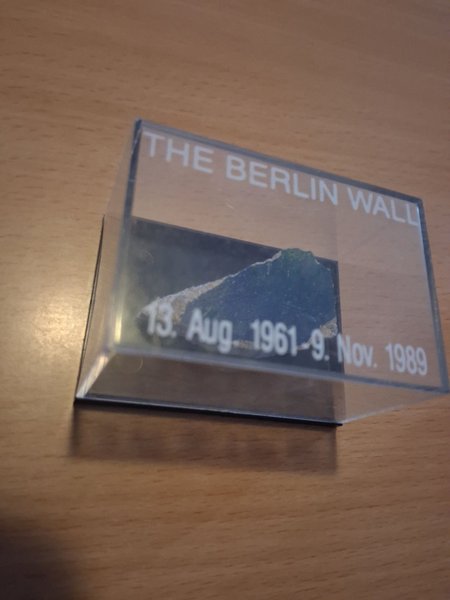 THE BERLIN WALL
13. Aug. 1961-9. Nov. 1989